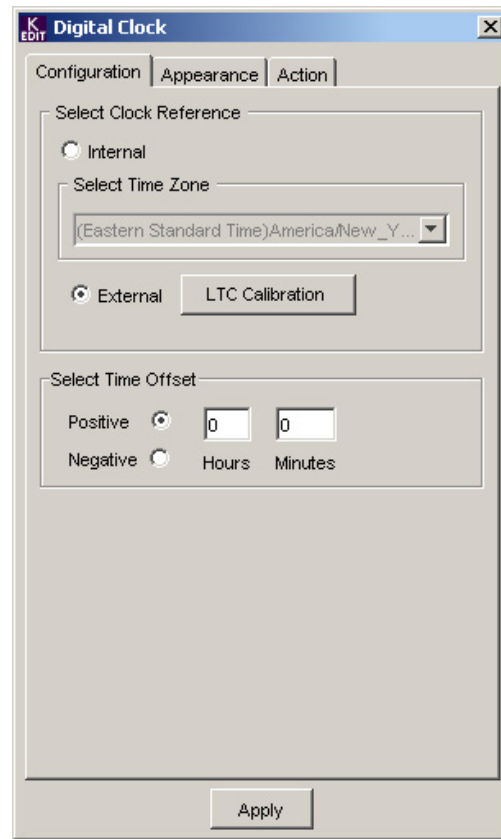 K EDIT Digital Clock
Configuration Appearance Action
Select Clock Reference
Internal
Select Time Zone
(Eastern Standard Time)America/New_Y...
External LTC Calibration
Select Time Offset
Positive 0 0
Negative Hours Minutes
Apply